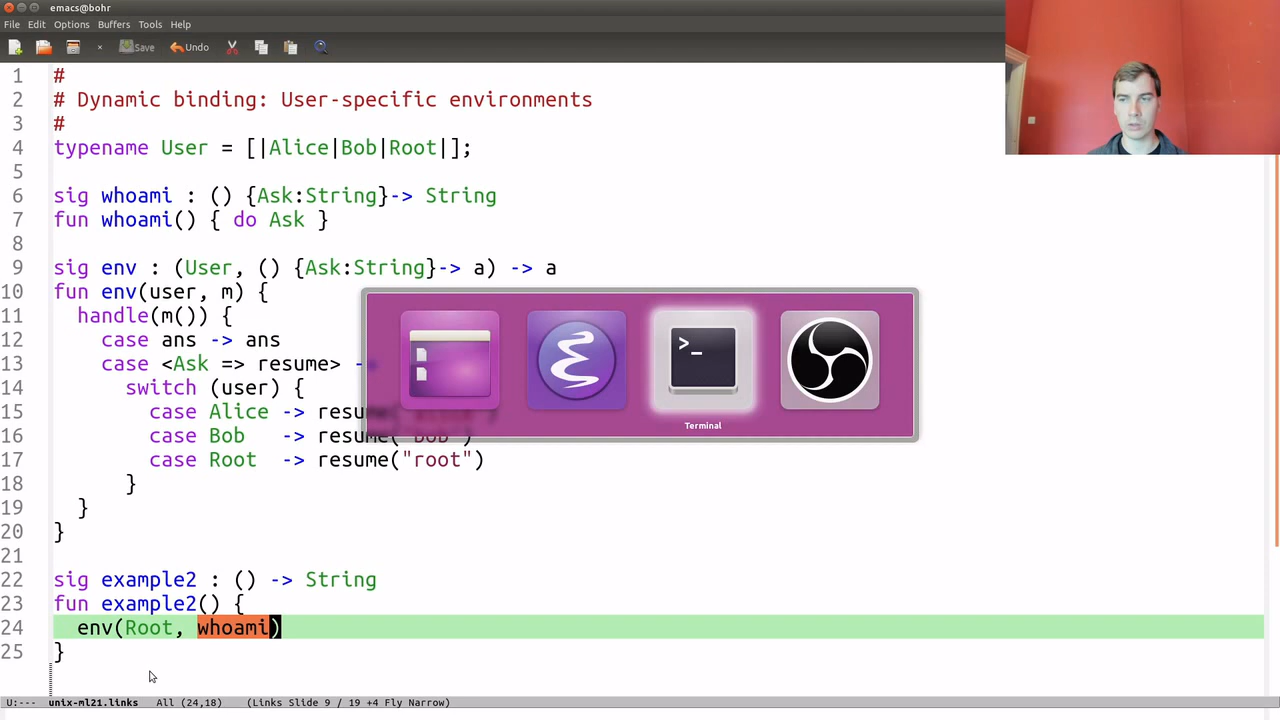 emacs@bohr
File Edit Options Buffers Tools Help
Save Undo
1 #
2 # Dynamic binding: User-specific environments
3 #
4 typename User = [|Alice|Bob|Root|];
5
6 sig whoami : () {Ask:String}-> String
7 fun whoami() { do Ask }
8
9 sig env : (User, () {Ask:String}-> a) -> a
10 fun env(user, m) {
11 handle(m()) {
12 case ans -> ans
13 case <Ask => resume> -
14 switch (user) {
15 case Alice -> resume("alice")
16 case Bob -> resume("bob")
17 case Root -> resume("root")
18 }
19 }
20 }
21
22 sig example2 : () -> String
23 fun example2() {
24 env(Root, whoami)
25 }
Terminal
U:--- unix-ml21.links All (24,18) (Links Slide 9 / 19 +4 Fly Narrow)